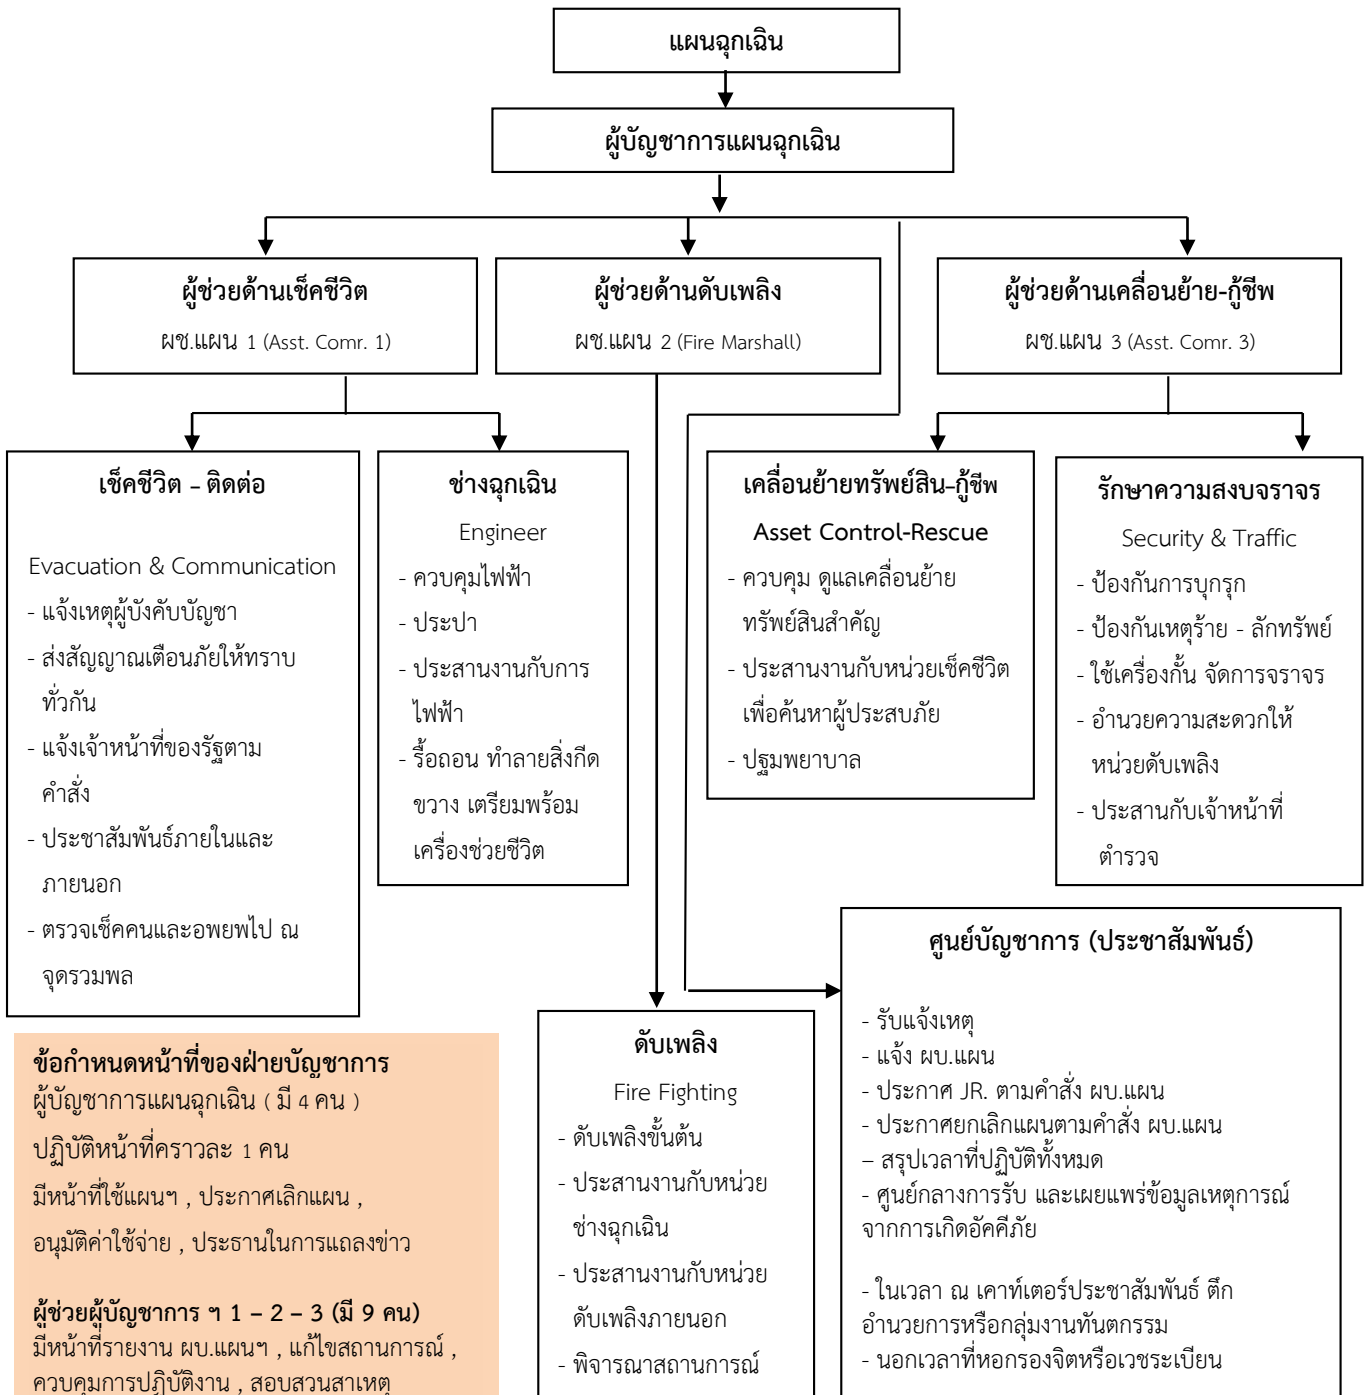 แผนฉุกเฉิน
ผู้บัญชาการแผนฉุกเฉิน
ผู้ช่วยด้านเช็คชีวิต
ผช.แผน 1 (Asst. Comr. 1)
ผู้ช่วยด้านดับเพลิง
ผช.แผน 2 (Fire Marshall)
ผู้ช่วยด้านเคลื่อนย้าย-กู้ชีพ
ผช.แผน 3 (Asst. Comr. 3)
เช็คชีวิต - ติดต่อ
Evacuation & Communication
- แจ้งเหตุผู้บังคับบัญชา
- ส่งสัญญาณเตือนภัยให้ทราบ
ทั่วกัน
- แจ้งเจ้าหน้าที่ของรัฐตาม
คำสั่ง
- ประชาสัมพันธ์ภายในและ
ภายนอก
- ตรวจเช็คคนและอพยพไป ณ
จุดรวมพล
ช่างฉุกเฉิน
Engineer
- ควบคุมไฟฟ้า
- ประปา
- ประสานงานกับการ
ไฟฟ้า
- รื้อถอน ทำลายสิ่งกีด
ขวาง เตรียมพร้อม
เครื่องช่วยชีวิต
เคลื่อนย้ายทรัพย์สิน-กู้ชีพ
Asset Control-Rescue
- ควบคุม ดูแลเคลื่อนย้าย
ทรัพย์สินสำคัญ
- ประสานงานกับหน่วยเช็คชีวิต
เพื่อค้นหาผู้ประสบภัย
- ปฐมพยาบาล
รักษาความสงบจราจร
Security & Traffic
- ป้องกันการบุกรุก
- ป้องกันเหตุร้าย - ลักทรัพย์
- ใช้เครื่องกั้น จัดการจราจร
- อำนวยความสะดวกให้
หน่วยดับเพลิง
- ประสานกับเจ้าหน้าที่
ตำรวจ
ข้อกำหนดหน้าที่ของฝ่ายบัญชาการ
ผู้บัญชาการแผนฉุกเฉิน ( มี 4 คน )
ปฏิบัติหน้าที่คราวละ 1 คน
มีหน้าที่ใช้แผนฯ , ประกาศเลิกแผน ,
อนุมัติค่าใช้จ่าย , ประธานในการแถลงข่าว
ผู้ช่วยผู้บัญชาการ ฯ 1 – 2 – 3 (มี 9 คน)
มีหน้าที่รายงาน ผบ.แผนฯ , แก้ไขสถานการณ์ ,
ควบคุมการปฏิบัติงาน , สอบสวนสาเหตุ
ดับเพลิง
Fire Fighting
- ดับเพลิงขั้นต้น
- ประสานงานกับหน่วย
ช่างฉุกเฉิน
- ประสานงานกับหน่วย
ดับเพลิงภายนอก
- พิจารณาสถานการณ์
ศูนย์บัญชาการ (ประชาสัมพันธ์)
- รับแจ้งเหตุ
- แจ้ง ผบ.แผน
- ประกาศ JR. ตามคำสั่ง ผบ.แผน
- ประกาศยกเลิกแผนตามคำสั่ง ผบ.แผน
– สรุปเวลาที่ปฏิบัติทั้งหมด
- ศูนย์กลางการรับ และเผยแพร่ข้อมูลเหตุการณ์
จากการเกิดอัคคีภัย
- ในเวลา ณ เคาท์เตอร์ประชาสัมพันธ์ ตึก
อำนวยการหรือกลุ่มงานทันตกรรม
- นอกเวลาที่หอกรองจิตหรือเวชระเบียน